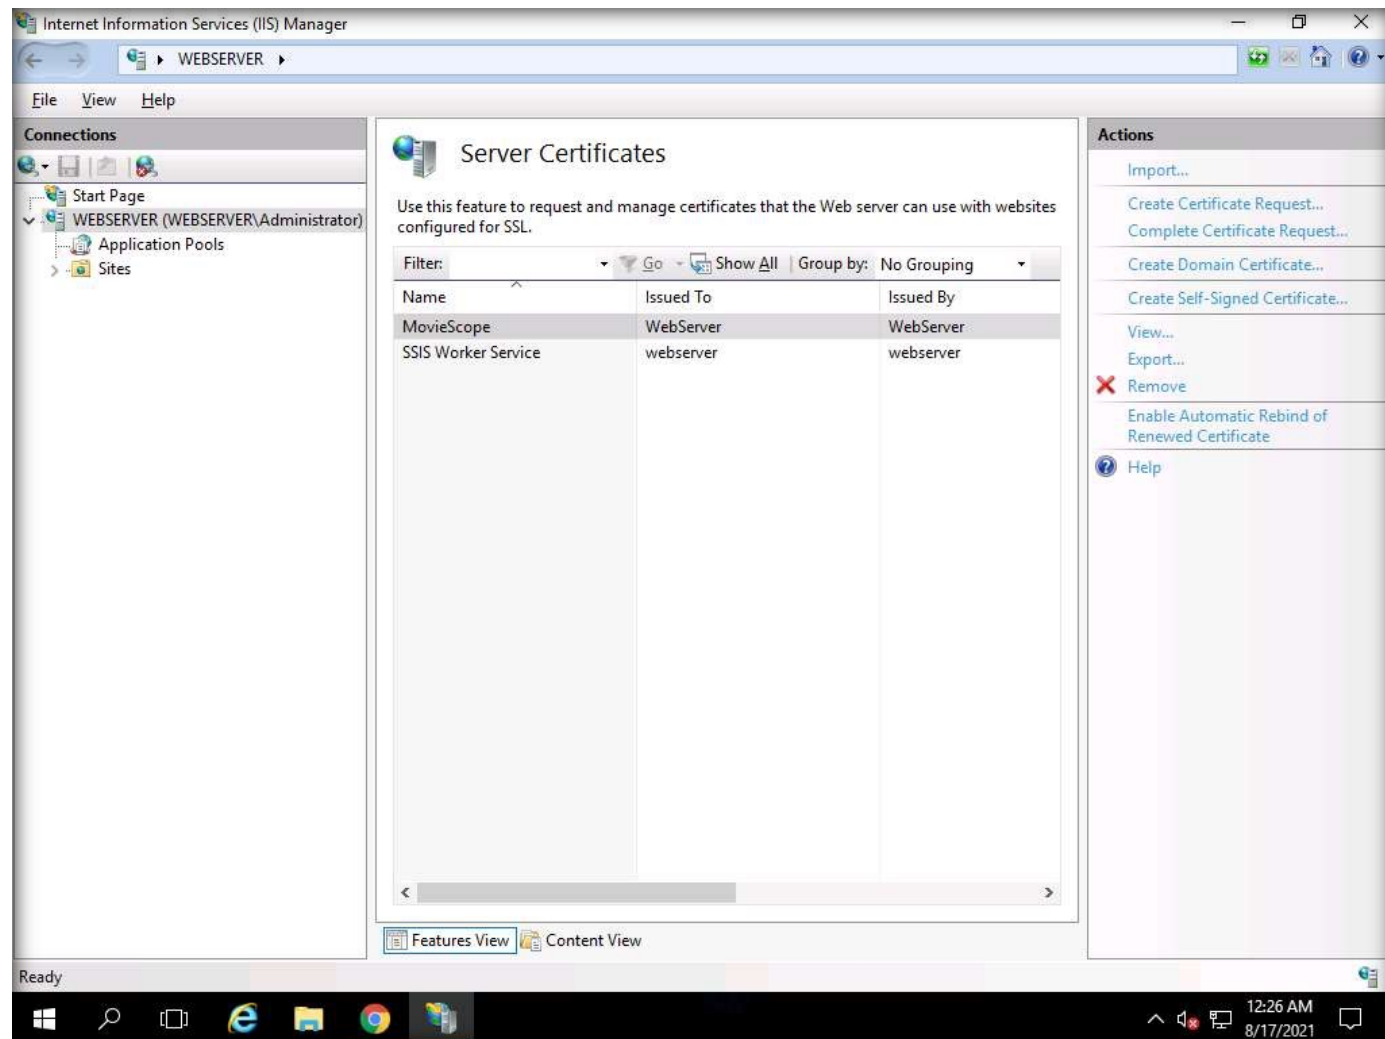 Internet Information Services (IIS) Manager
WEBSERVER
File View Help
Connections
Start Page
WEBSERVER (WEBSERVER\Administrator)
Application Pools
Sites
Server Certificates
Use this feature to request and manage certificates that the Web server can use with websites
configured for SSL.
Filter: Go Show All Group by: No Grouping
Name Issued To Issued By
MovieScope WebServer WebServer
SSIS Worker Service webserver webserver
Features View Content View
Actions
Import...
Create Certificate Request...
Complete Certificate Request...
Create Domain Certificate...
Create Self-Signed Certificate...
View...
Export...
Remove
Enable Automatic Rebind of
Renewed Certificate
Help
Ready
12:26 AM
8/17/2021